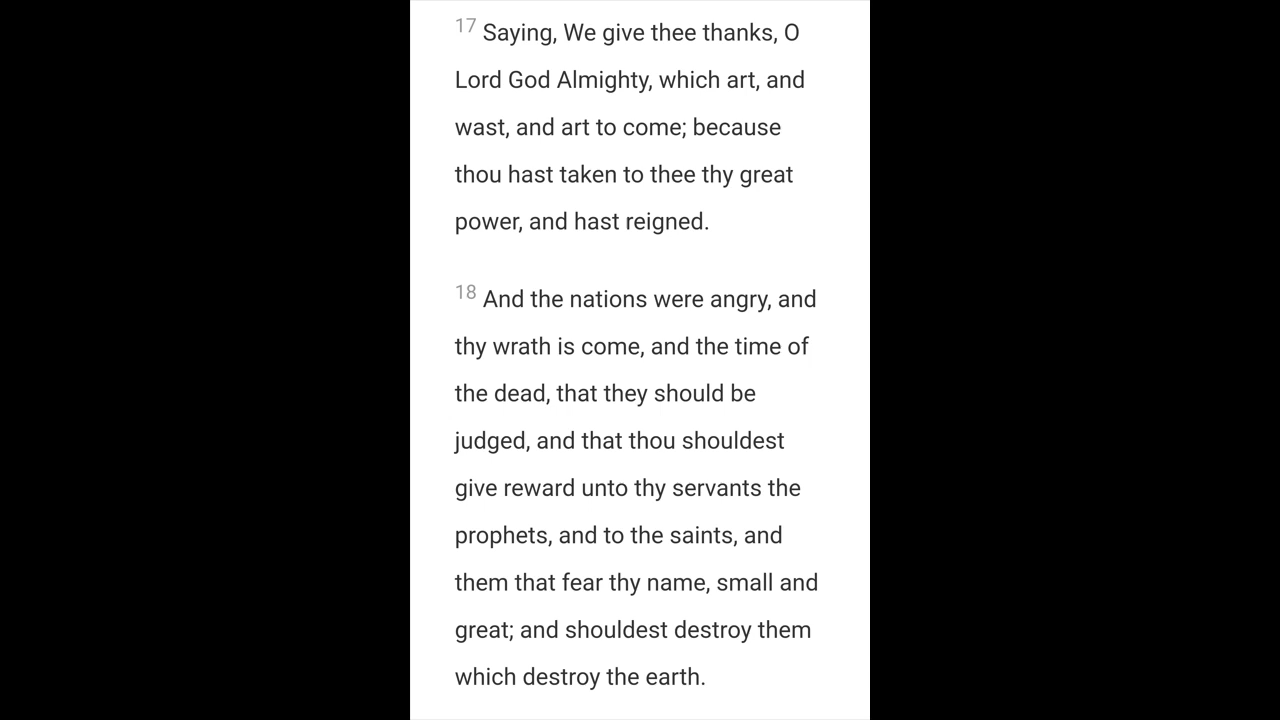 17 Saying, We give thee thanks, O
Lord God Almighty, which art, and
wast, and art to come; because
thou hast taken to thee thy great
power, and hast reigned.
18 And the nations were angry, and
thy wrath is come, and the time of
the dead, that they should be
judged, and that thou shouldest
give reward unto thy servants the
prophets, and to the saints, and
them that fear thy name, small and
great; and shouldest destroy them
which destroy the earth.